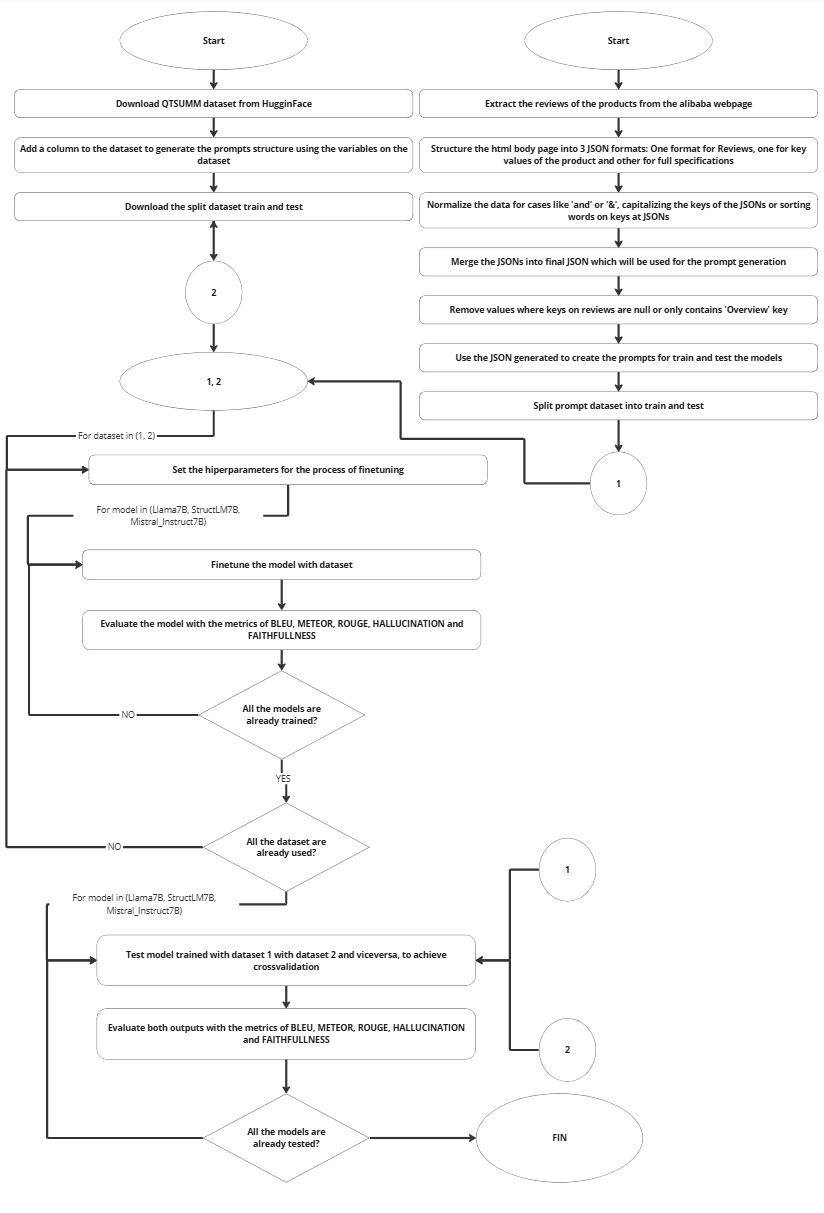 Start
Download QTSUMM dataset from HugginFace
Add a column to the dataset to generate the prompts structure using the variables on the
dataset
Download the split dataset train and test
2
1, 2
Start
Extract the reviews of the products from the alibaba webpage
Structure the html body page into 3 JSON formats: One format for Reviews, one for key
values of the product and other for full specifications
Normalize the data for cases like 'and' or '&', capitalizing the keys of the JSONs or sorting
words on keys at JSONs
Merge the JSONs into final JSON which will be used for the prompt generation
Remove values where keys on reviews are null or only contains 'Overview' key
Use the JSON generated to create the prompts for train and test the models
Split prompt dataset into train and test
1
For dataset in (1, 2)
Set the hiperparameters for the process of finetuning
For model in (Llama7B, StructLM7B,
Mistral_Instruct7B)
Finetune the model with dataset
Evaluate the model with the metrics of BLEU, METEOR, ROUGE, HALLUCINATION and
FAITHFULLNESS
All the models are
already trained?
NO
YES
All the dataset are
already used?
NO
For model in (Llama7B, StructLM7B,
Mistral_Instruct7B)
1
Test model trained with dataset 1 with dataset 2 and viceversa, to achieve
crossvalidation
Evaluate both outputs with the metrics of BLEU, METEOR, ROUGE, HALLUCINATION
and FAITHFULLNESS
2
All the models are
already tested?
FIN